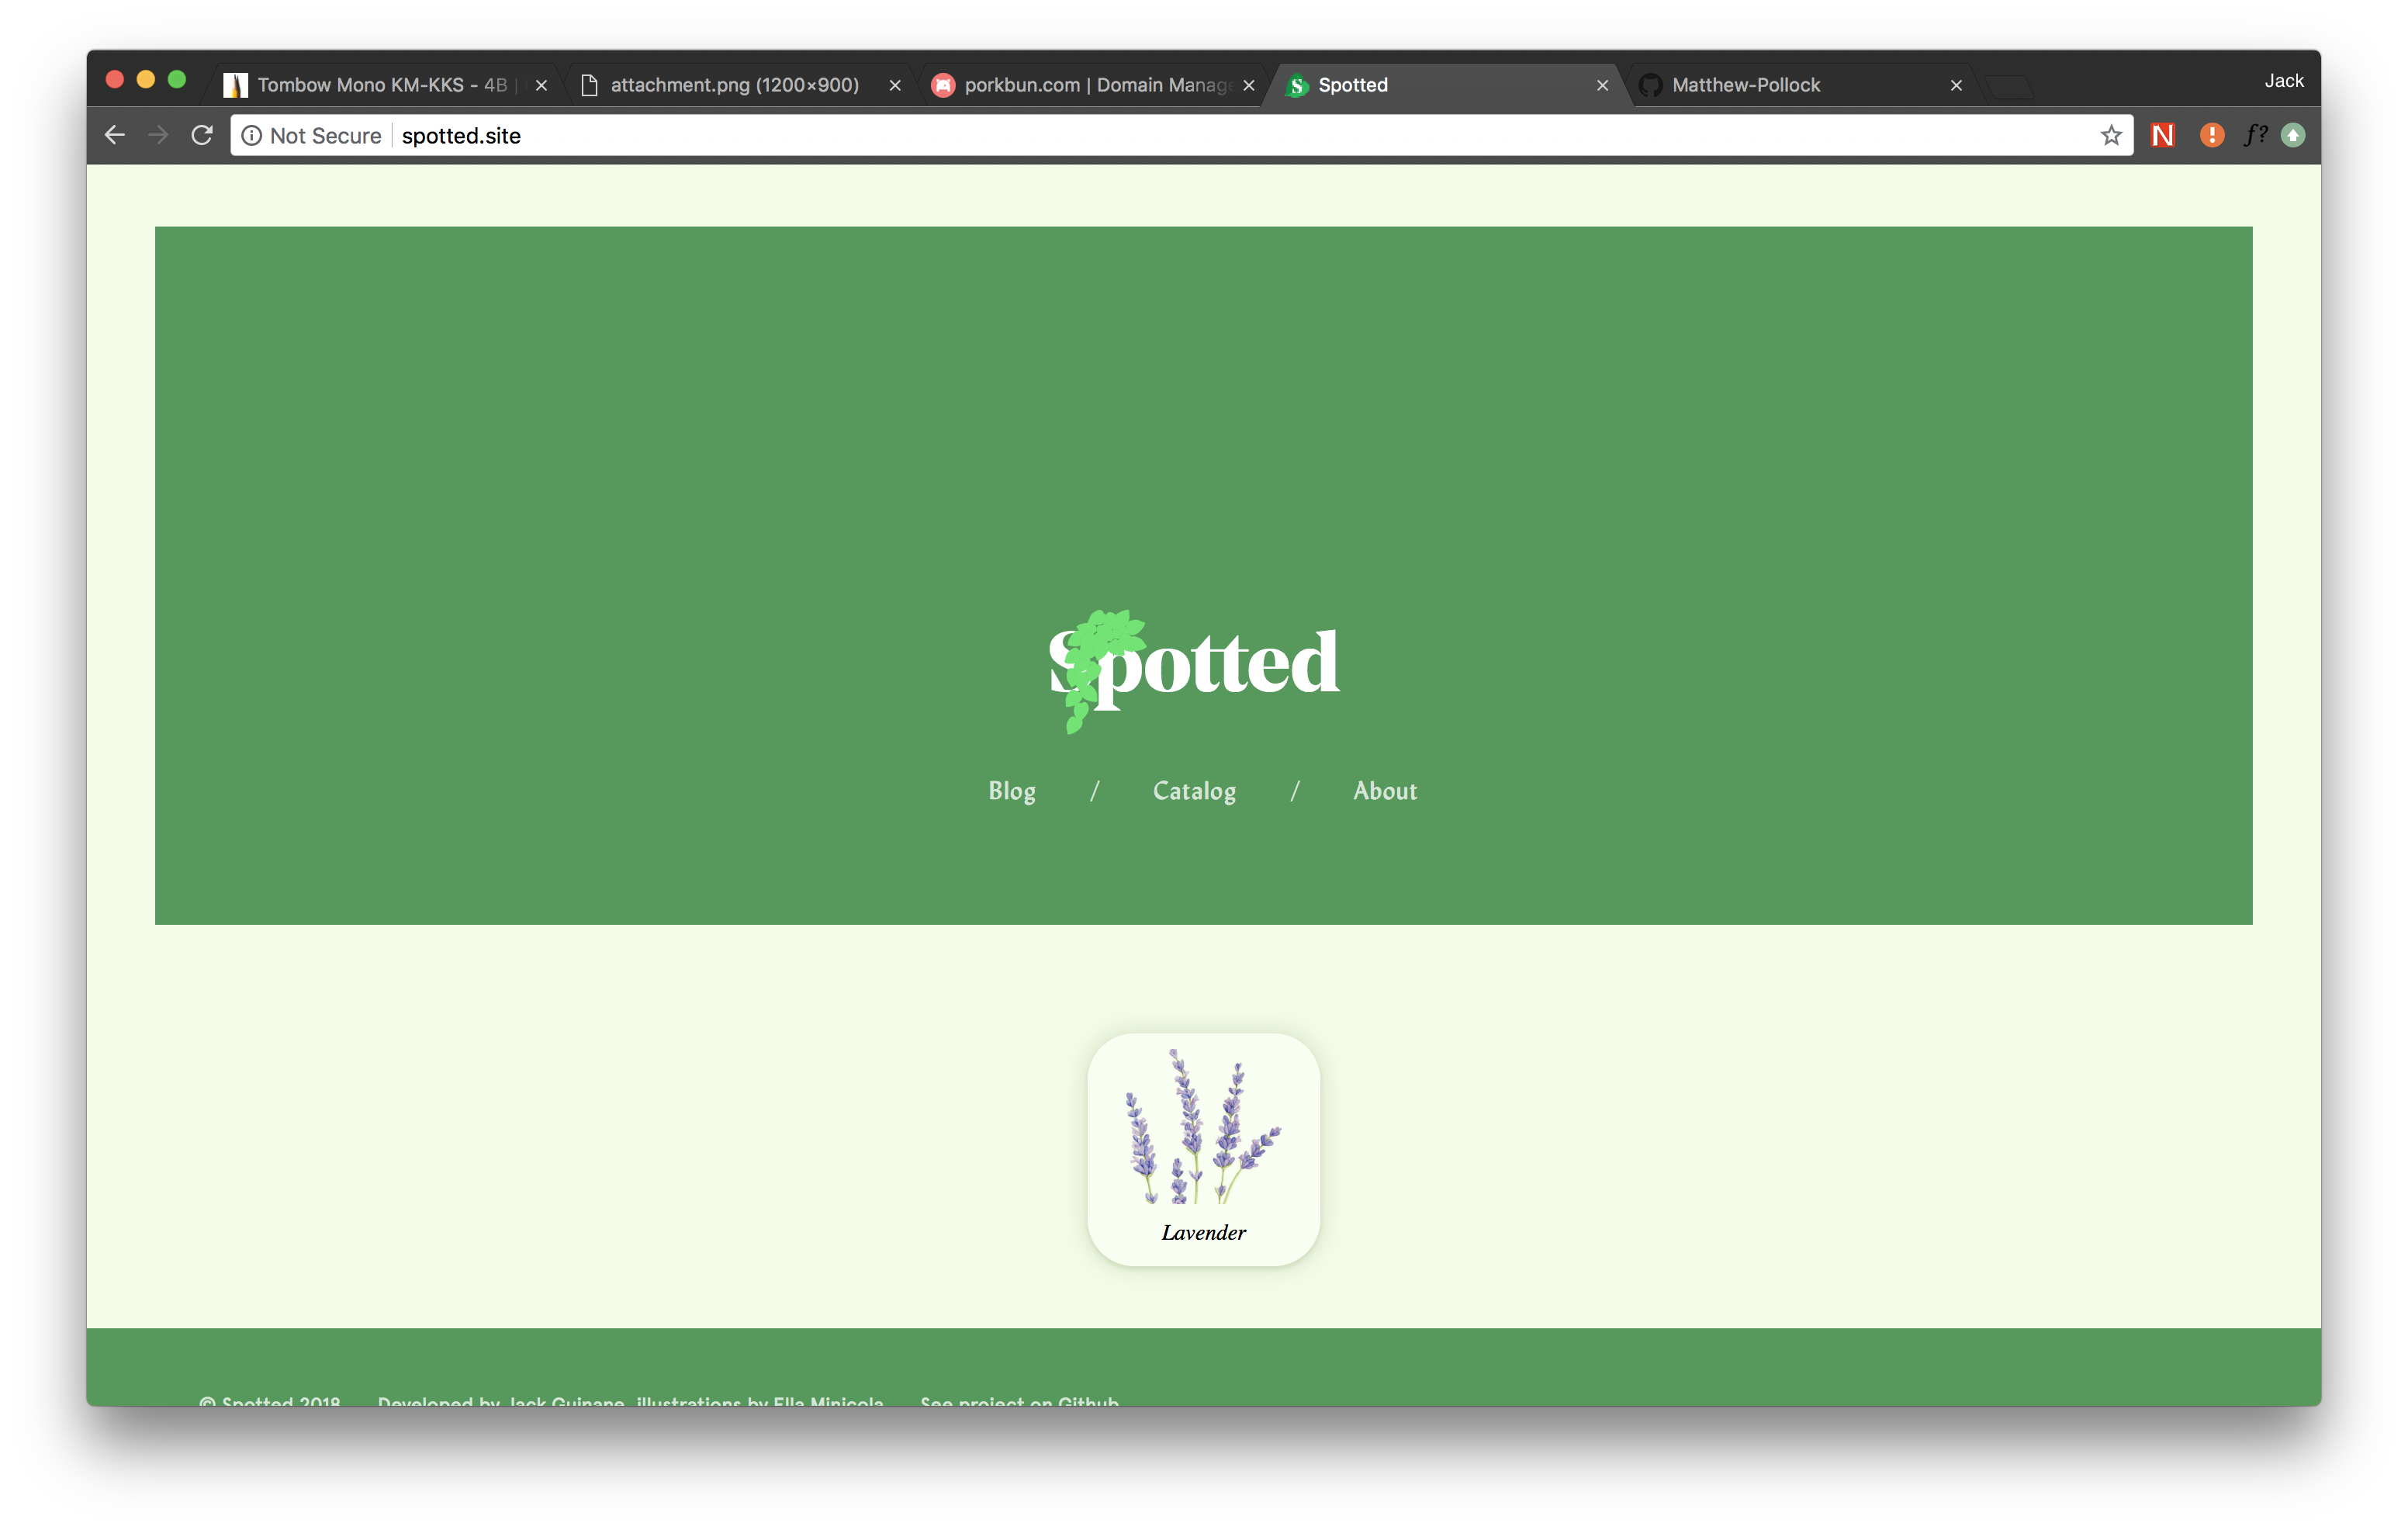 Tombow Mono KM-KKS - 4B |
attachment.png (1200×900)
porkbun.com | Domain Manage
Spotted
Matthew-Pollock
Jack
Not Secure
spotted.site
N
f?
Spotted
Blog / Catalog / About
Lavender
© Spotted 2018 Developed by Jack Guinane, illustrations by Ella Minicola See project on Github